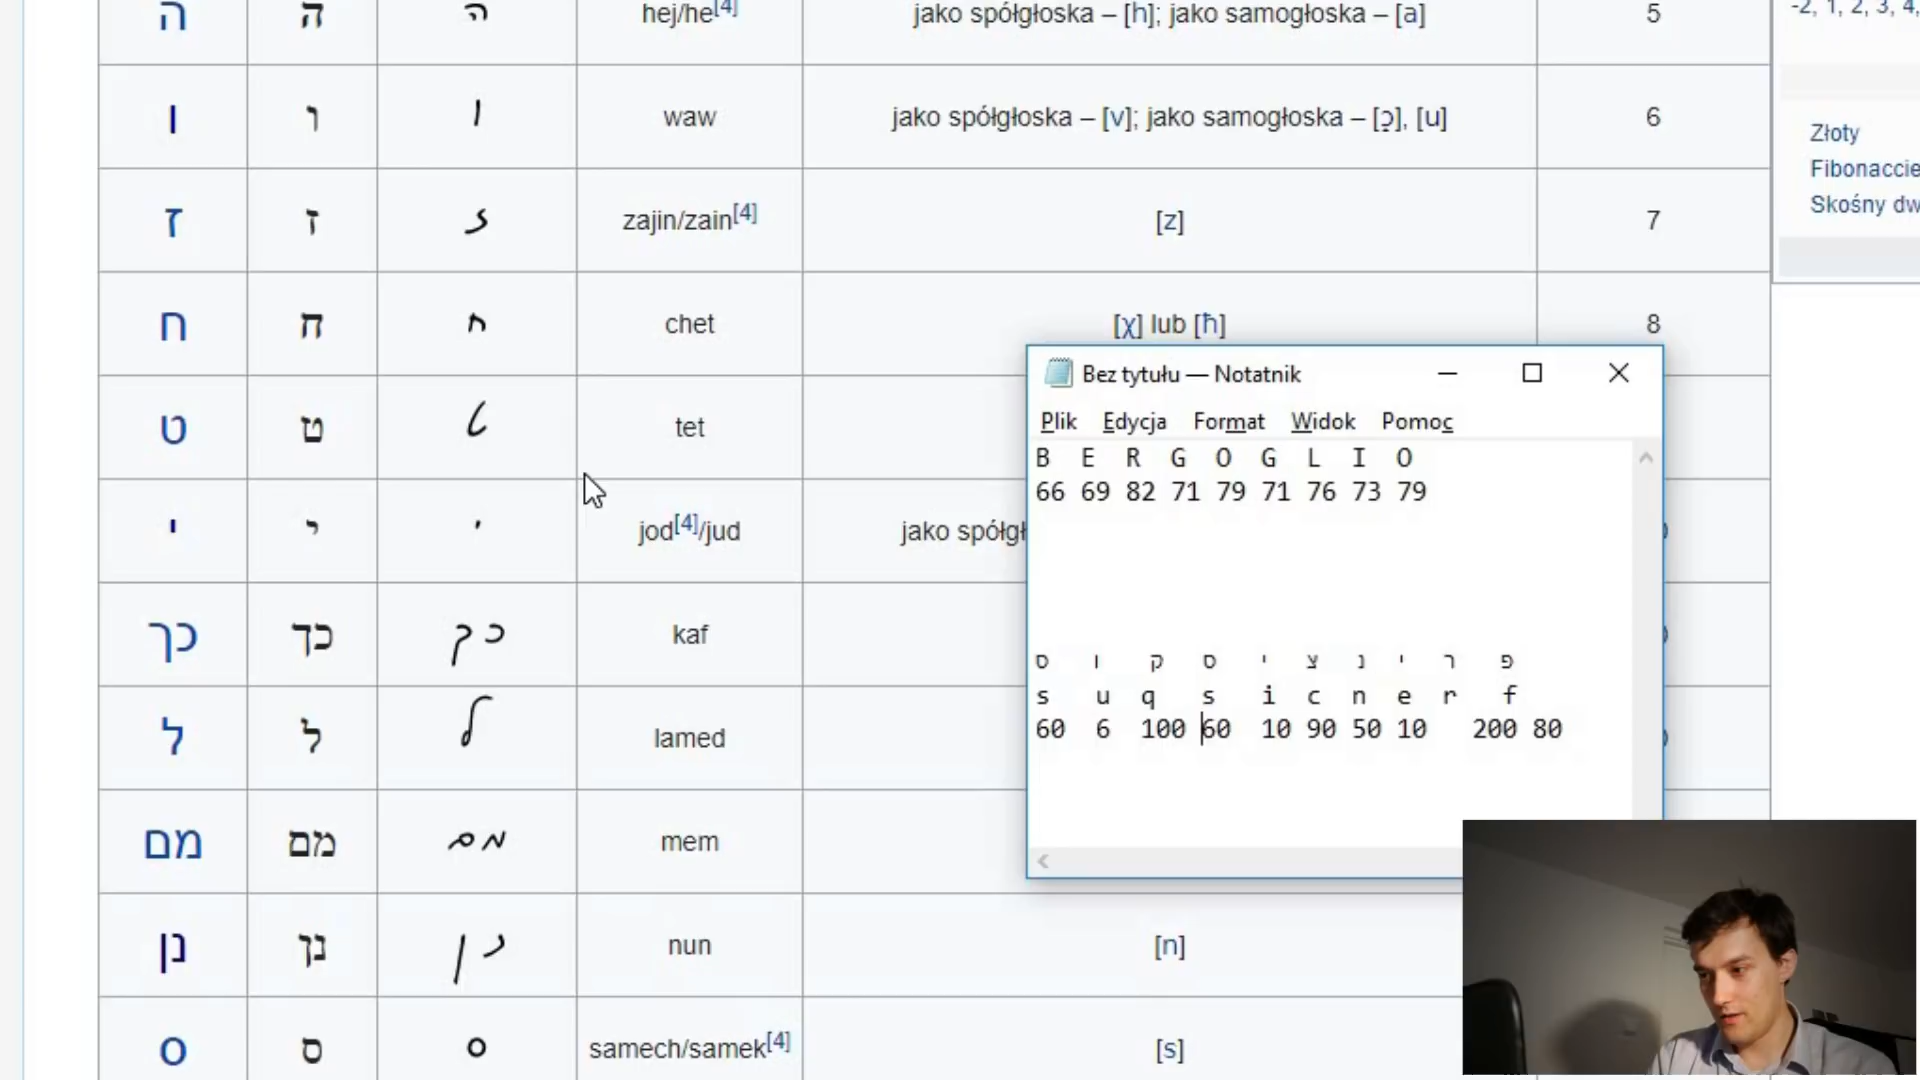 ה ה ה hej/he[4] jako spółgłoska – [h]; jako samogłoska – [a] 5
ו ו ו waw jako spółgłoska – [v]; jako samogłoska – [ɔ̞], [u] 6
ז ז ז zajin/zain[4] [z] 7
ח ח ח chet [χ] lub [ħ] 8
ט ט ט tet
י י י jod[4]/jud jako spółgł
כך כך כך kaf
ל ל ל lamed
מם מם מם mem
נן נן נן nun [n]
ס ס ס samech/samek[4] [s]
-2, 1, 2, 3, 4,
Złoty
Fibonaccie
Skośny dw
Bez tytułu — Notatnik
Plik Edycja Format Widok Pomoc
B E R G O G L I O
66 69 82 71 79 71 76 73 79
ס ו ק ס י צ נ י ר פ
s u q s i c n e r f
60 6 100 60 10 90 50 10 200 80